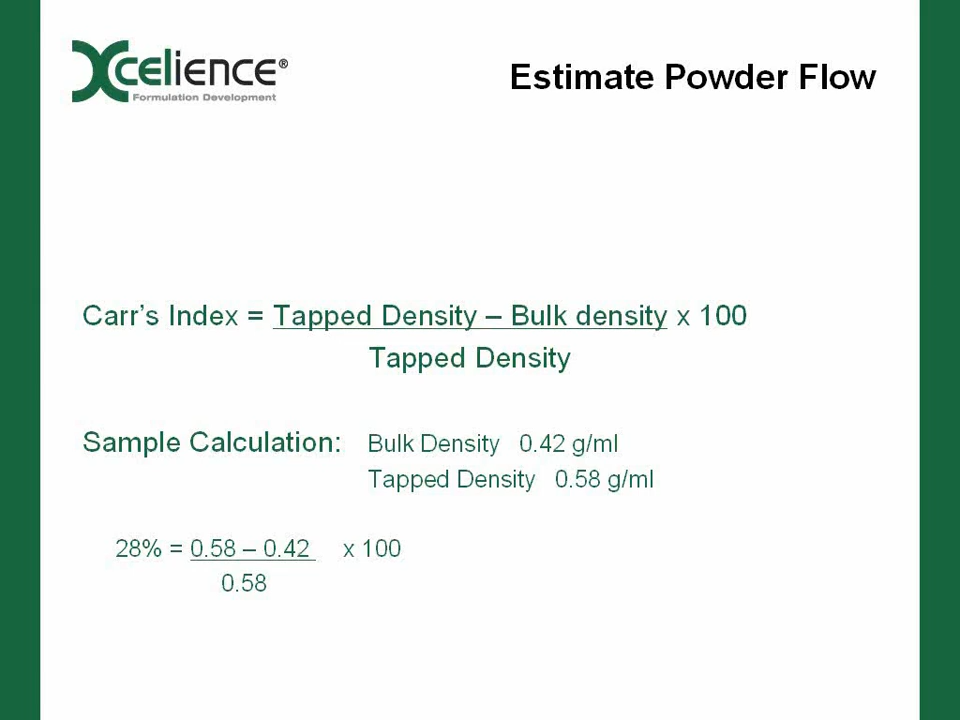 Xcelience®
Formulation Development
Estimate Powder Flow
Carr's Index = Tapped Density – Bulk density x 100
Tapped Density
Sample Calculation: Bulk Density 0.42 g/ml
Tapped Density 0.58 g/ml
28% = 0.58 – 0.42 x 100
0.58